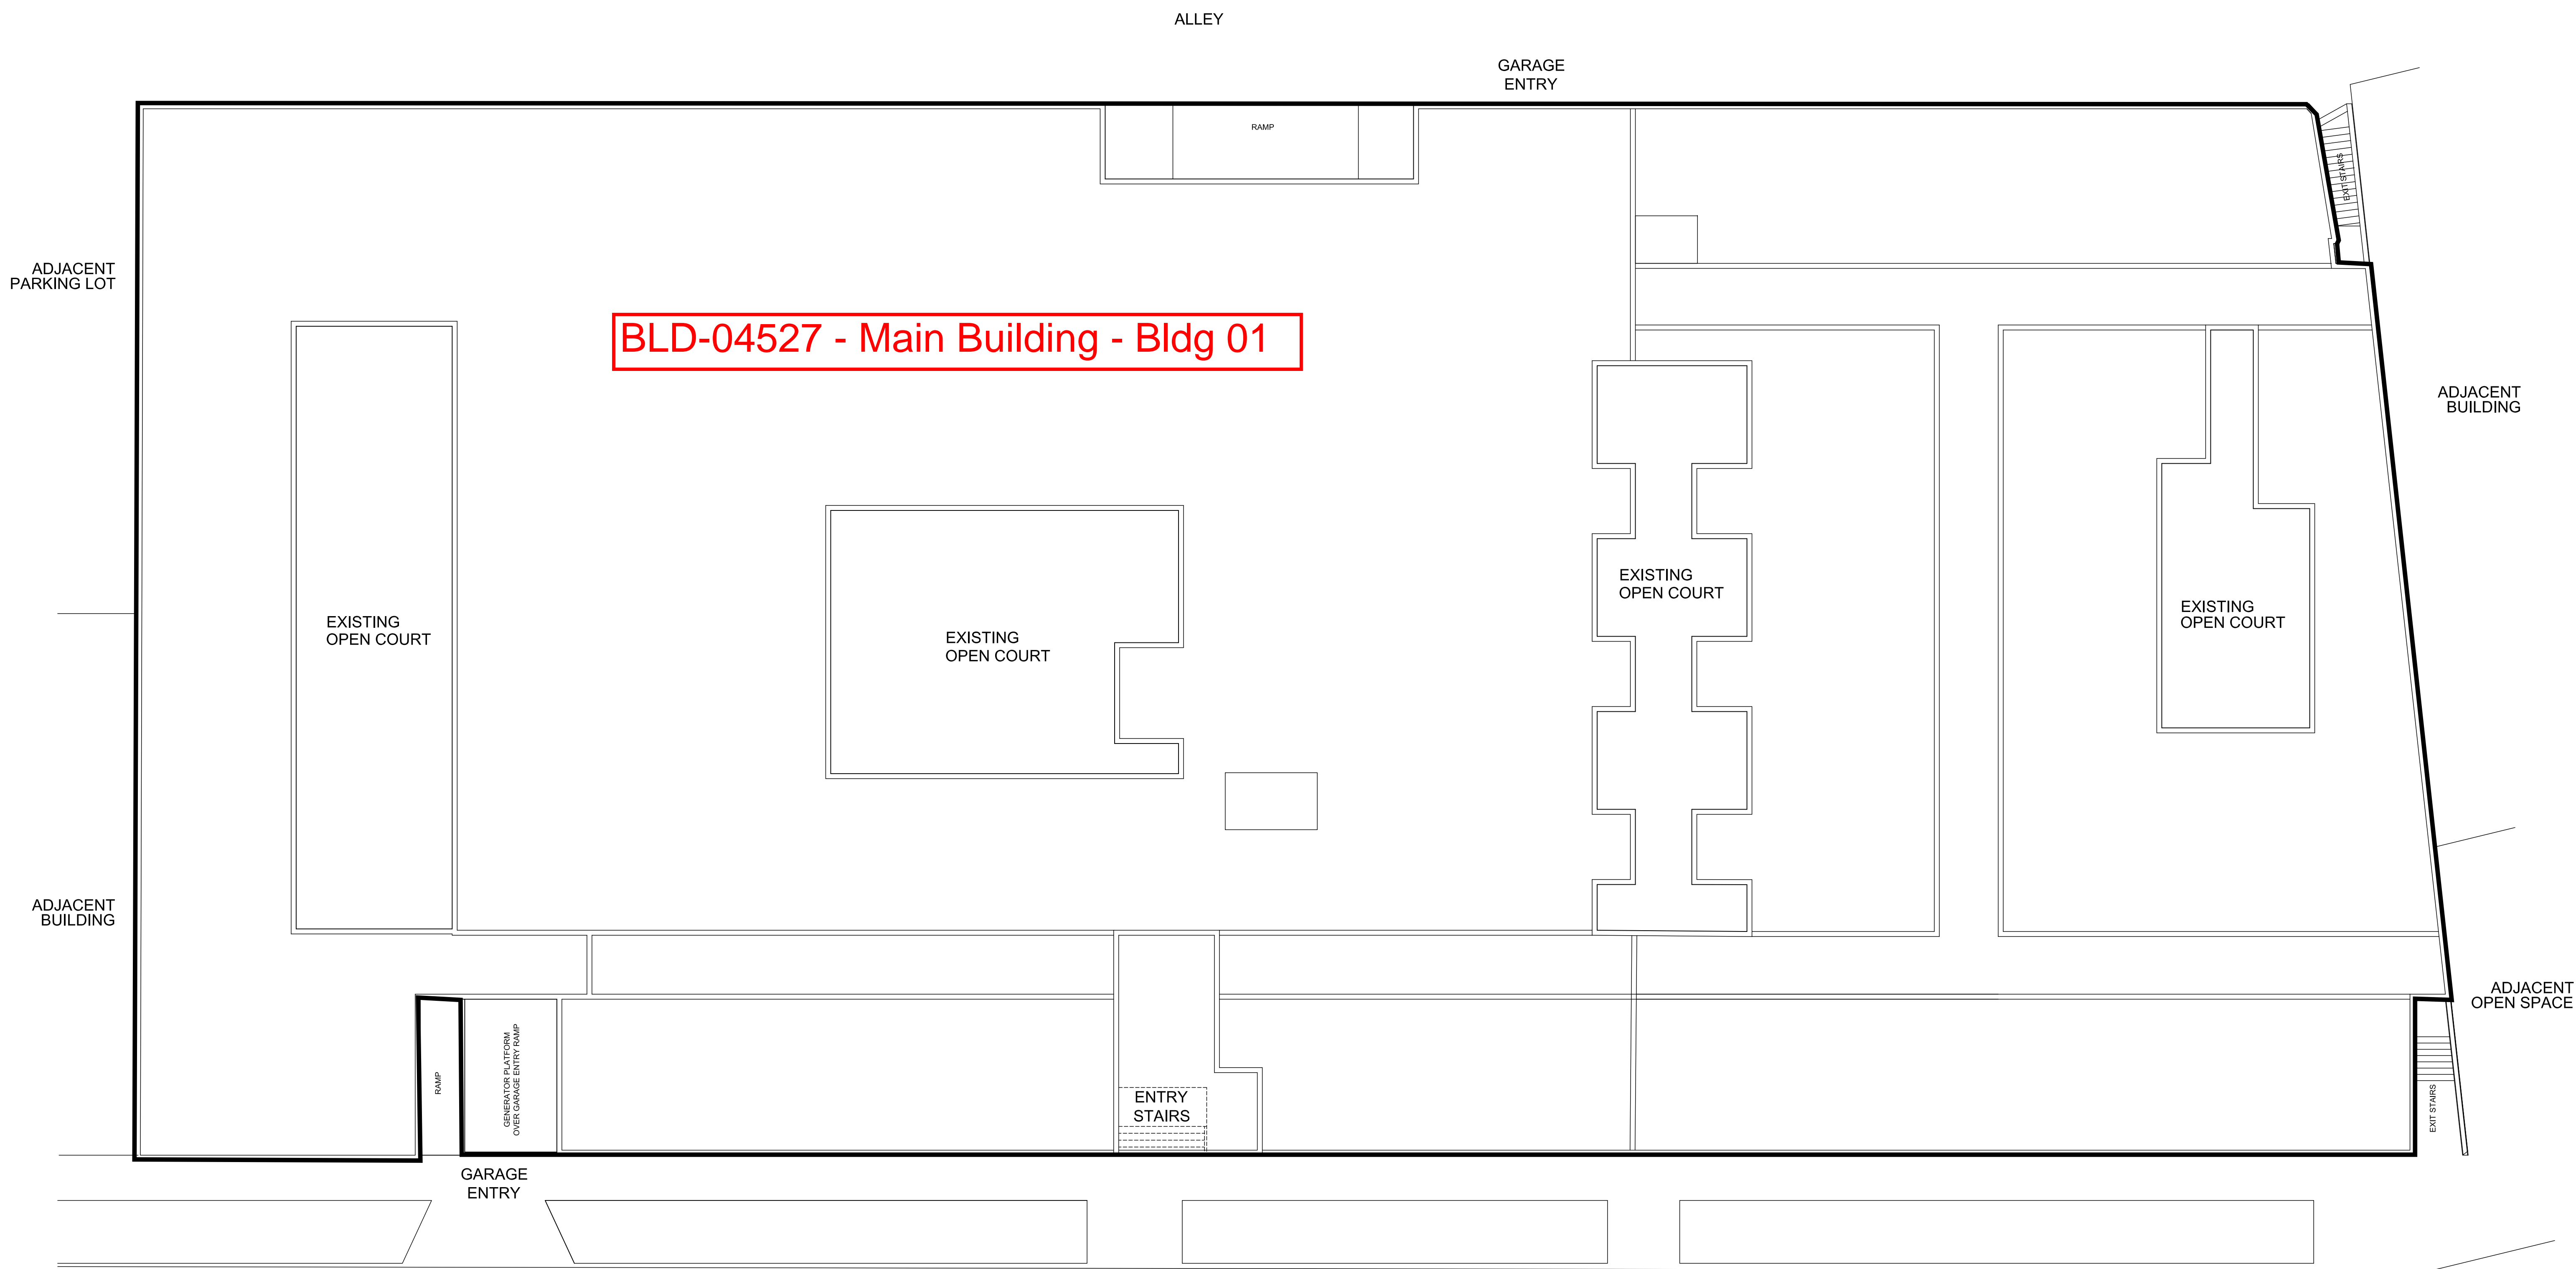 ALLEY
GARAGE
ENTRY
RAMP
EXIT STAIRS
ADJACENT
PARKING LOT
BLD-04527 - Main Building - Bldg 01
ADJACENT
BUILDING
EXISTING
OPEN COURT
EXISTING
OPEN COURT
EXISTING
OPEN COURT
EXISTING
OPEN COURT
ADJACENT
BUILDING
ADJACENT
OPEN SPACE
RAMP
GENERATOR PLATFORM
OVER GARAGE ENTRY RAMP
ENTRY
STAIRS
EXIT STAIRS
GARAGE
ENTRY